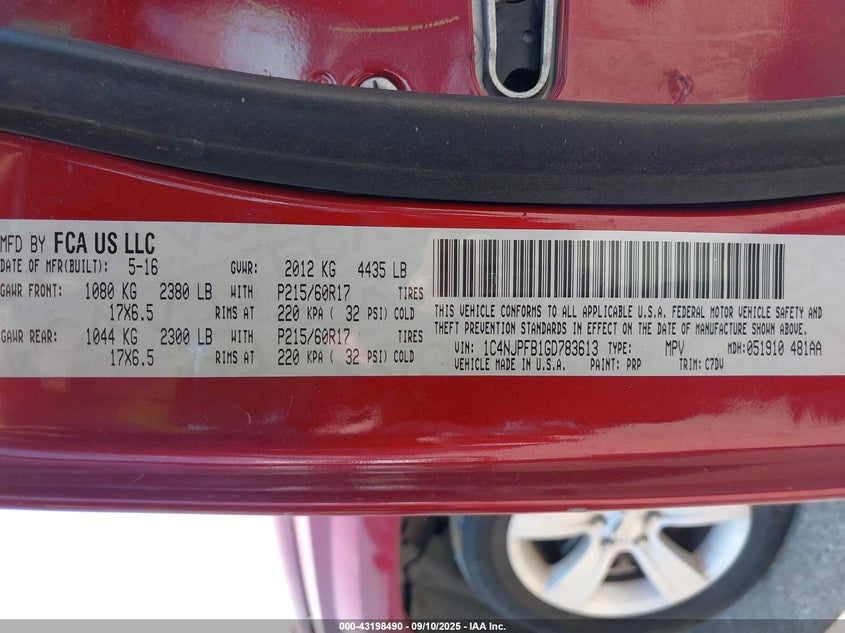 MFD BY FCA US LLC
DATE OF MFR(BUILT): 5-16 GVWR: 2012 KG 4435 LB
GAWR FRONT: 1080 KG 2380 LB WITH P215/60R17 TIRES
17X6.5 RIMS AT 220 KPA ( 32 PSI) COLD
GAWR REAR: 1044 KG 2300 LB WITH P215/60R17 TIRES
17X6.5 RIMS AT 220 KPA ( 32 PSI) COLD
THIS VEHICLE CONFORMS TO ALL APPLICABLE U.S.A. FEDERAL MOTOR VEHICLE SAFETY AND
THEFT PREVENTION STANDARDS IN EFFECT ON THE DATE OF MANUFACTURE SHOWN ABOVE.
VIN: 1C4NJPFB1GD783613 TYPE: MPV MDH:051910 481AA
VEHICLE MADE IN U.S.A. PAINT: PRP TRIM: C7DV
000-43198490 - 09/10/2025 - IAA Inc.